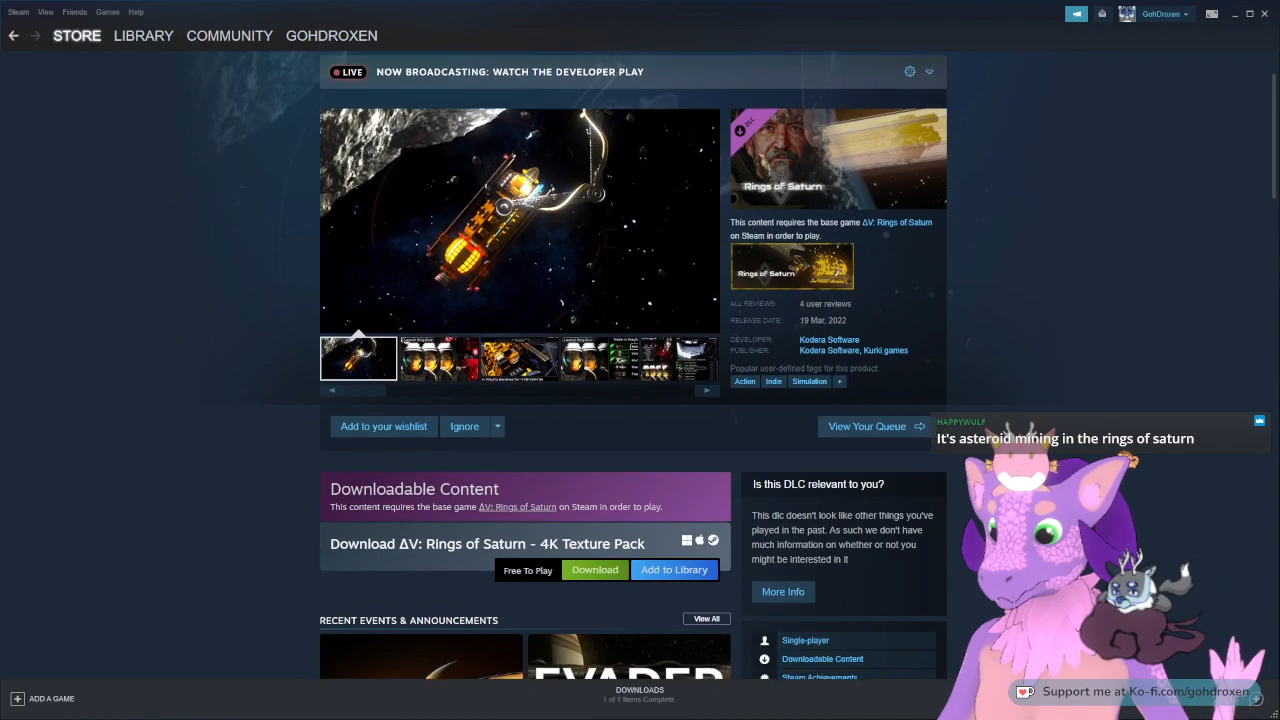 Steam View Friends Games Help
GohDroxen
STORE LIBRARY COMMUNITY GOHDROXEN
LIVE NOW BROADCASTING: WATCH THE DEVELOPER PLAY
DLC
Rings of Saturn
This content requires the base game ΔV: Rings of Saturn
on Steam in order to play.
Rings of Saturn
ALL REVIEWS: 4 user reviews
RELEASE DATE: 19 Mar, 2022
DEVELOPER: Kodera Software
PUBLISHER: Kodera Software, Kurki games
Popular user-defined tags for this product:
Action Indie Simulation +
Add to your wishlist Ignore View Your Queue
HAPPYWULF
It's asteroid mining in the rings of saturn
Downloadable Content
This content requires the base game ΔV: Rings of Saturn on Steam in order to play.
Download ΔV: Rings of Saturn - 4K Texture Pack
Free To Play Download Add to Library
Is this DLC relevant to you?
This dlc doesn't look like other things you've
played in the past. As such we don't have
much information on whether or not you
might be interested in it
More Info
RECENT EVENTS & ANNOUNCEMENTS View All
EVADER
Single-player
Downloadable Content
Steam Achievements
Support me at Ko-fi.com/gohdroxen
ADD A GAME
DOWNLOADS
1 of 1 Items Complete